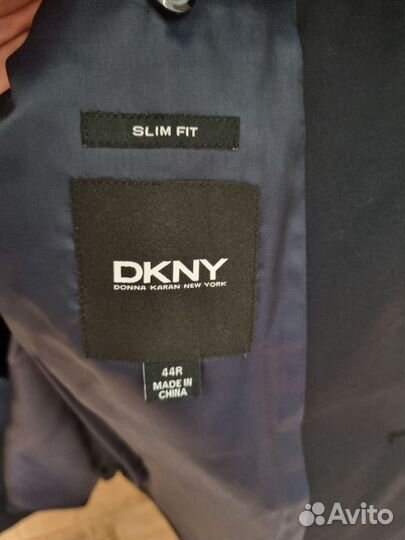 SLIM FIT
DKNY
DONNA KARAN NEW YORK
44R
MADE IN
CHINA
Avito